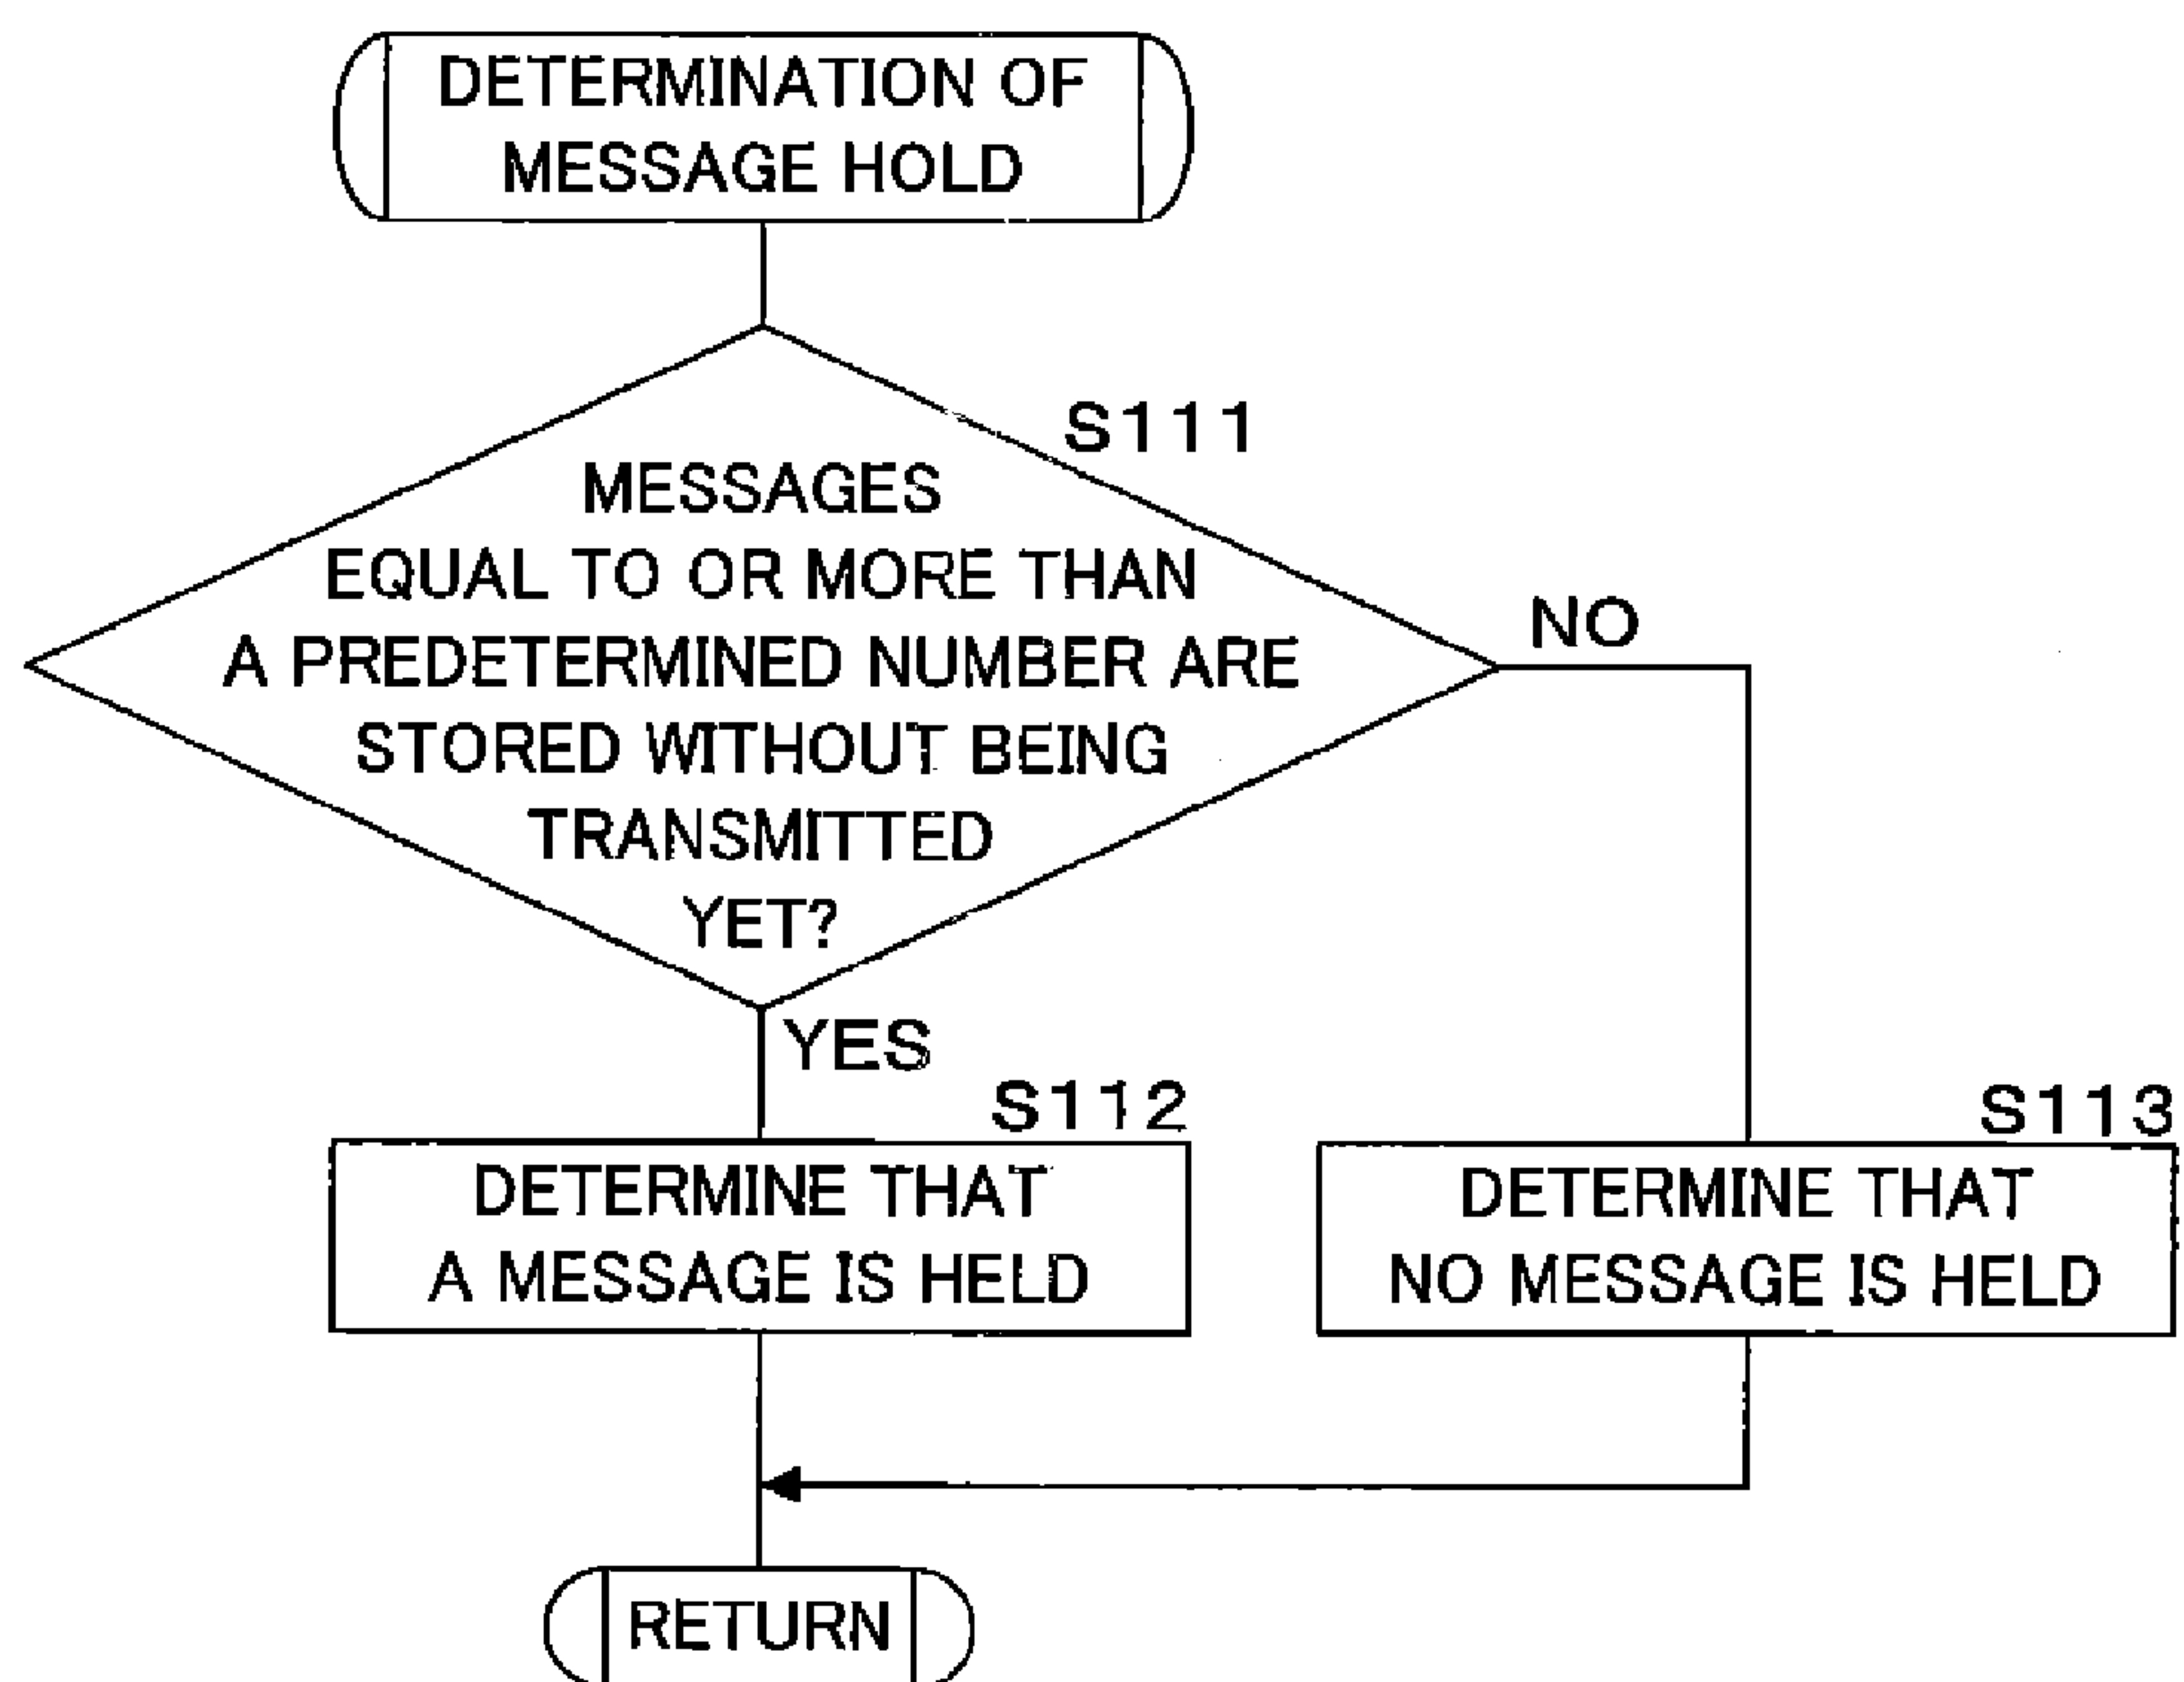 DETERMINATION OF
MESSAGE HOLD
S111
MESSAGES
EQUAL TO OR MORE THAN
A PREDETERMINED NUMBER ARE
STORED WITHOUT BEING
TRANSMITTED
YET?
NO
YES
S112
DETERMINE THAT
A MESSAGE IS HELD
S113
DETERMINE THAT
NO MESSAGE IS HELD
RETURN